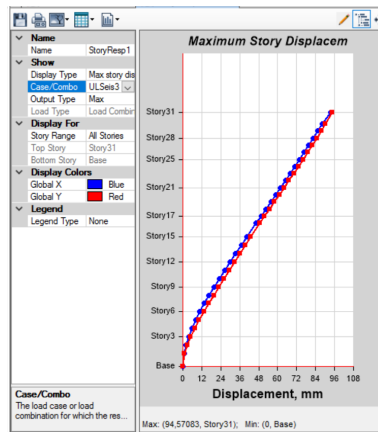 Maximum Story Displacem
Name
Name StoryResp1
Show
Display Type Max story dis
Case/Combo ULSeis3
Output Type Max
Load Type Load Combin
Display For
Story Range All Stories
Top Story Story31
Bottom Story Base
Display Colors
Global X Blue
Global Y Red
Legend
Legend Type None
Story31
Story28
Story25
Story21
Story17
Story15
Story12
Story9
Story6
Story3
Base
0 12 24 36 48 60 72 84 96 108
Displacement, mm
Case/Combo
The load case or load
combination for which the res...
Max: (94,57083, Story31); Min: (0, Base)